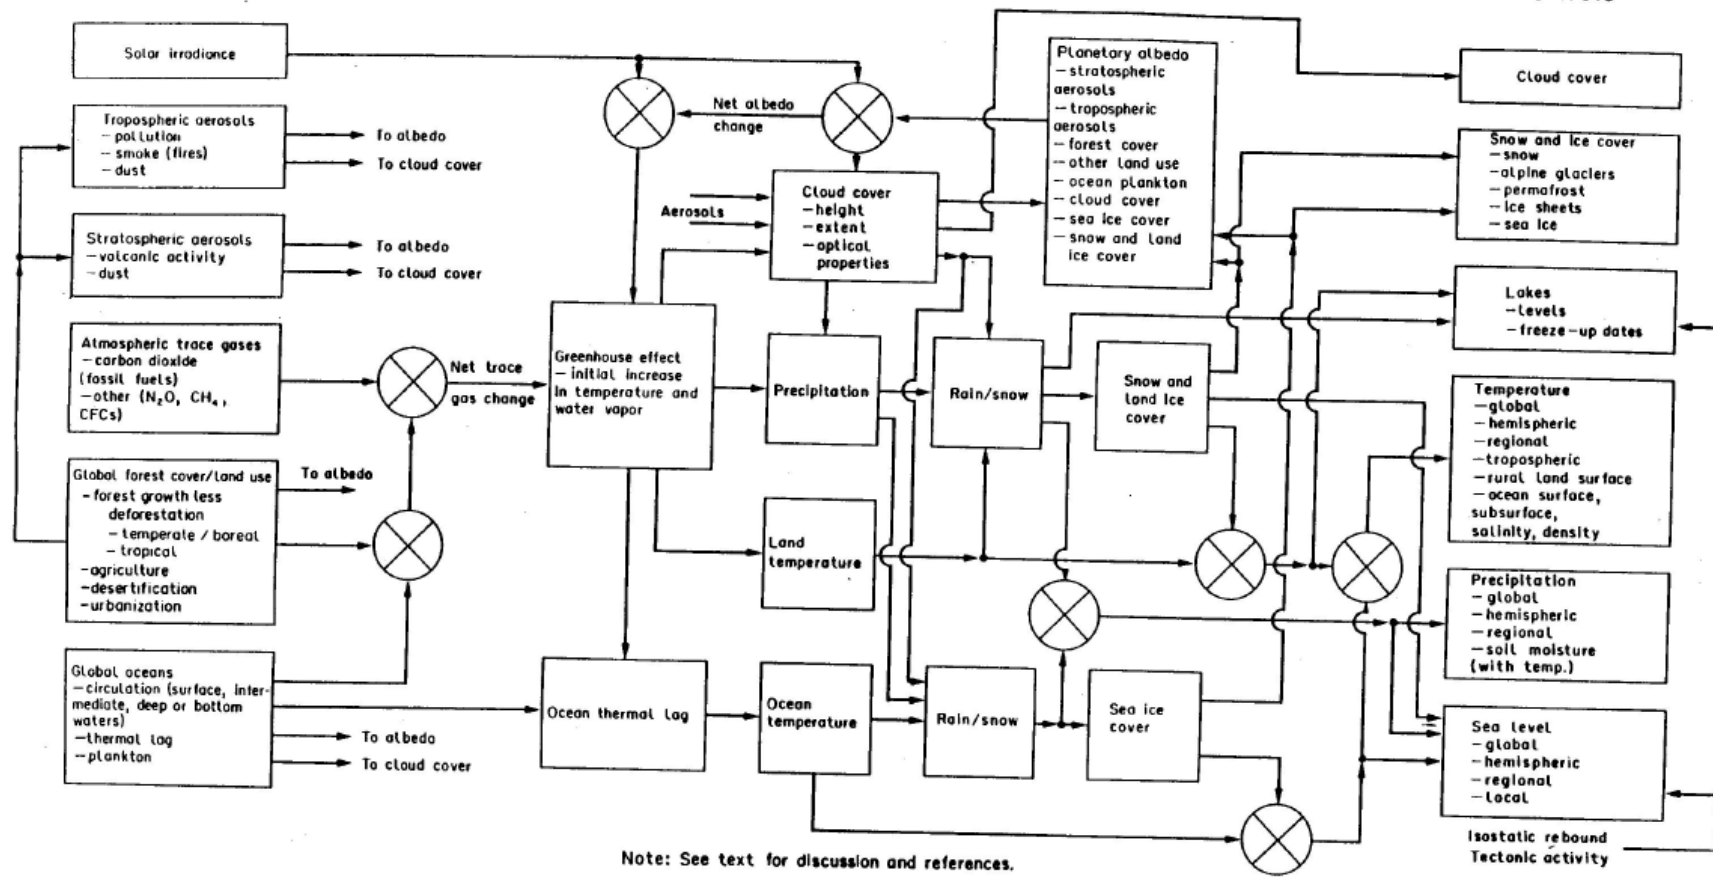 Solar irradiance
Tropospheric aerosols
- pollution
- smoke (fires)
- dust
To albedo
To cloud cover
Stratospheric aerosols
- volcanic activity
- dust
To albedo
To cloud cover
Atmospheric trace gases
- carbon dioxide
(fossil fuels)
- other (N₂O, CH₄,
CFCs)
Global forest cover/land use
- forest growth less
deforestation
- temperate / boreal
- tropical
- agriculture
- desertification
- urbanization
To albedo
Global oceans
- circulation (surface, inter-
mediate, deep or bottom
waters)
- thermal lag
- plankton
To albedo
To cloud cover
Net trace
gas change
Net albedo
change
Aerosols
Greenhouse effect
- initial increase
In temperature and
water vapor
Ocean thermal lag
Cloud cover
- height
- extent
- optical
properties
Precipitation
Land
temperature
Ocean
temperature
Rain/snow
Rain/snow
Planetary albedo
- stratospheric
aerosols
- tropospheric
aerosols
- forest cover
- other land use
- ocean plankton
- cloud cover
- sea ice cover
- snow and land
ice cover
Snow and
land ice
cover
Sea ice
cover
Cloud cover
Snow and Ice cover
- snow
- alpine glaciers
- permafrost
- ice sheets
- sea ice
Lakes
- levels
- freeze-up dates
Temperature
- global
- hemispheric
- regional
- tropospheric
- rural land surface
- ocean surface,
subsurface,
salinity, density
Precipitation
- global
- hemispheric
- regional
- soil moisture
(with temp.)
Sea level
- global
- hemispheric
- regional
- local
Isostatic rebound
Tectonic activity
Note: See text for discussion and references.